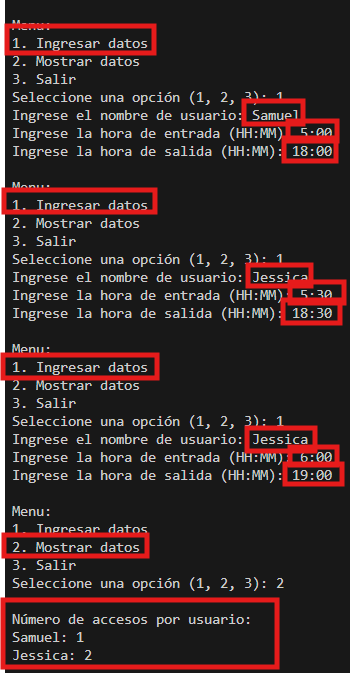 Menu:
1. Ingresar datos
2. Mostrar datos
3. Salir
Seleccione una opción (1, 2, 3): 1
Ingrese el nombre de usuario: Samuel
Ingrese la hora de entrada (HH:MM): 5:00
Ingrese la hora de salida (HH:MM): 18:00
Menu:
1. Ingresar datos
2. Mostrar datos
3. Salir
Seleccione una opción (1, 2, 3): 1
Ingrese el nombre de usuario: Jessica
Ingrese la hora de entrada (HH:MM): 5:30
Ingrese la hora de salida (HH:MM): 18:30
Menu:
1. Ingresar datos
2. Mostrar datos
3. Salir
Seleccione una opción (1, 2, 3): 1
Ingrese el nombre de usuario: Jessica
Ingrese la hora de entrada (HH:MM): 6:00
Ingrese la hora de salida (HH:MM): 19:00
Menu:
1. Ingresar datos
2. Mostrar datos
3. Salir
Seleccione una opción (1, 2, 3): 2
Número de accesos por usuario:
Samuel: 1
Jessica: 2